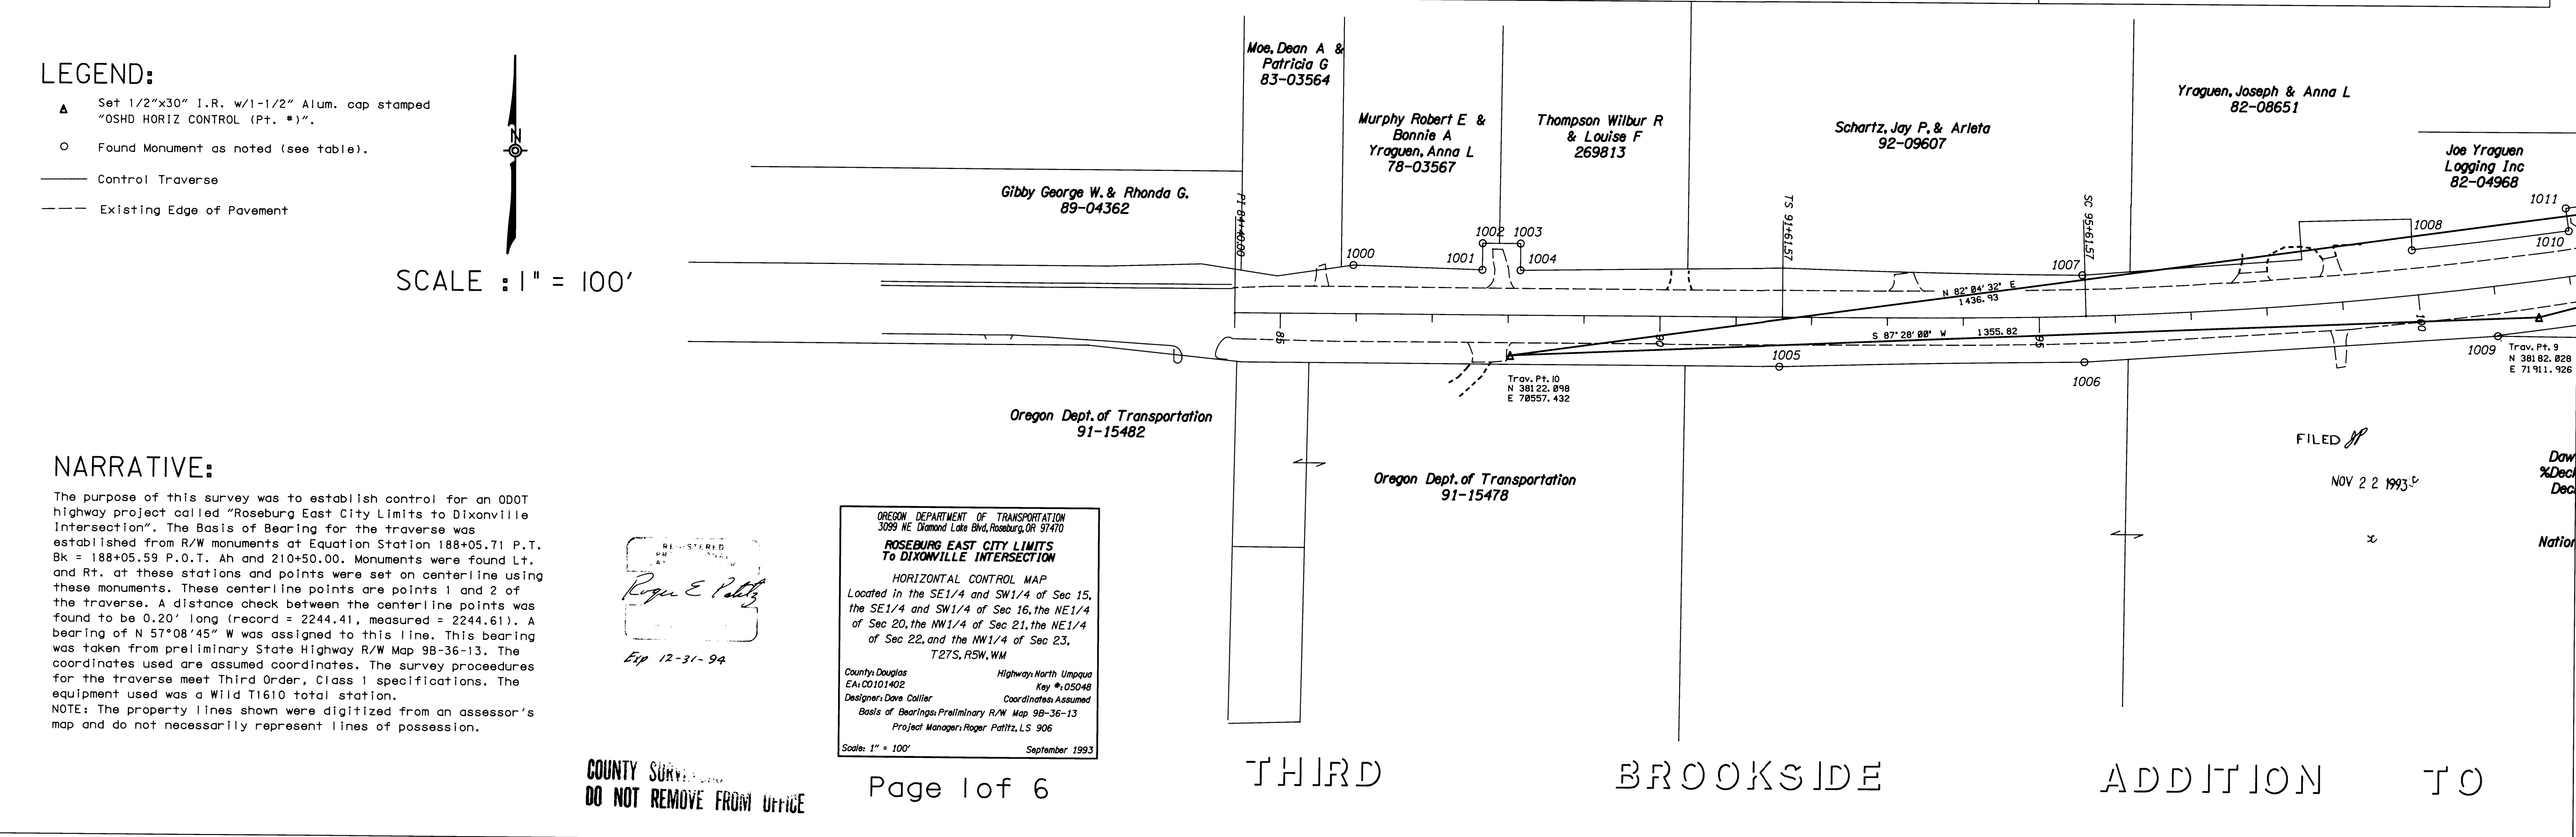 LEGEND:
Set 1/2"x30" I.R. w/1-1/2" Alum. cap stamped
"OSHD HORIZ CONTROL (Pt. #)".
Found Monument as noted (see table).
Control Traverse
Existing Edge of Pavement
N
SCALE : 1" = 100'
NARRATIVE:
The purpose of this survey was to establish control for an ODOT
highway project called "Roseburg East City Limits to Dixonville
Intersection". The Basis of Bearing for the traverse was
established from R/W monuments at Equation Station 188+05.71 P.T.
Bk = 188+05.59 P.O.T. Ah and 210+50.00. Monuments were found Lt.
and Rt. at these stations and points were set on centerline using
these monuments. These centerline points are points 1 and 2 of
the traverse. A distance check between the centerline points was
found to be 0.20' long (record = 2244.41, measured = 2244.61). A
bearing of N 57°08'45" W was assigned to this line. This bearing
was taken from preliminary State Highway R/W Map 9B-36-13. The
coordinates used are assumed coordinates. The survey proceedures
for the traverse meet Third Order, Class 1 specifications. The
equipment used was a Wild T1610 total station.
NOTE: The property lines shown were digitized from an assessor's
map and do not necessarily represent lines of possession.
REGISTERED
Roger E Patitz
Exp 12-31-94
COUNTY
DO NOT REMOVE FROM OFFICE
OREGON DEPARTMENT OF TRANSPORTATION
3099 NE Diamond Lake Blvd, Roseburg, OR 97470
ROSEBURG EAST CITY LIMITS
To DIXONVILLE INTERSECTION
HORIZONTAL CONTROL MAP
Located in the SE1/4 and SW1/4 of Sec 15,
the SE1/4 and SW1/4 of Sec 16, the NE1/4
of Sec 20, the NW1/4 of Sec 21, the NE1/4
of Sec 22, and the NW1/4 of Sec 23,
T27S, R5W, WM
County: Douglas Highway: North Umpqua
EA: C0101402 Key #: 05048
Designer: Dave Collier Coordinates: Assumed
Basis of Bearings: Preliminary R/W Map 9B-36-13
Project Manager: Roger Patitz, LS 906
Scale: 1" = 100' September 1993
Page 1 of 6
Gibby George W. & Rhonda G.
89-04362
Moe, Dean A &
Patricia G
83-03564
Murphy Robert E &
Bonnie A
Yraguen, Anna L
78-03567
Thompson Wilbur R
& Louise F
269813
Schartz, Jay P. & Arleta
92-09607
Yraguen, Joseph & Anna L
82-08651
Joe Yraguen
Logging Inc
82-04968
PI 84+40.00
TS 91+61.57
SC 95+61.57
1000
1001
1002
1003
1004
1007
1008
1011
1010
N 82°04'32" E
1436.93
S 87°28'00" W 1355.82
85
90
95
100
1005
1006
1009
Trav. Pt. 9
N 38182.028
E 71911.926
Trav. Pt. 10
N 38122.098
E 70557.432
Oregon Dept. of Transportation
91-15482
Oregon Dept. of Transportation
91-15478
FILED
NOV 22 1993
Daw
%Decl
Decl
Nation
THIRD BROOKSIDE ADDITION TO